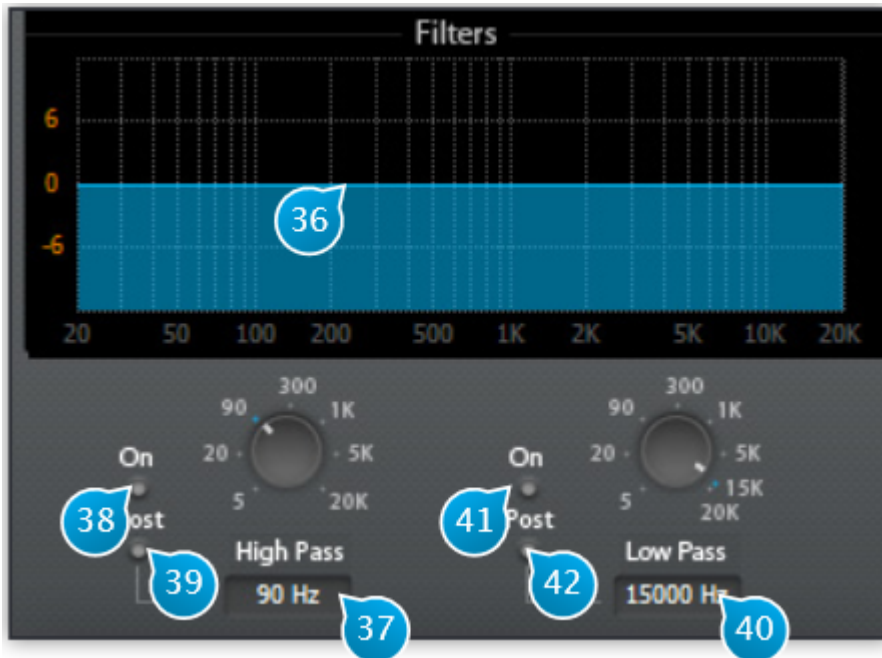 Filters
6
0
-6
36
20 50 100 200 500 1K 2K 5K 10K 20K
300 300
90 1K 90 1K
On 20 5K On 20 5K
15K
38 5 20K 41 Post 5 20K
39 High Pass 42 Low Pass
90 Hz 15000 Hz
37 40